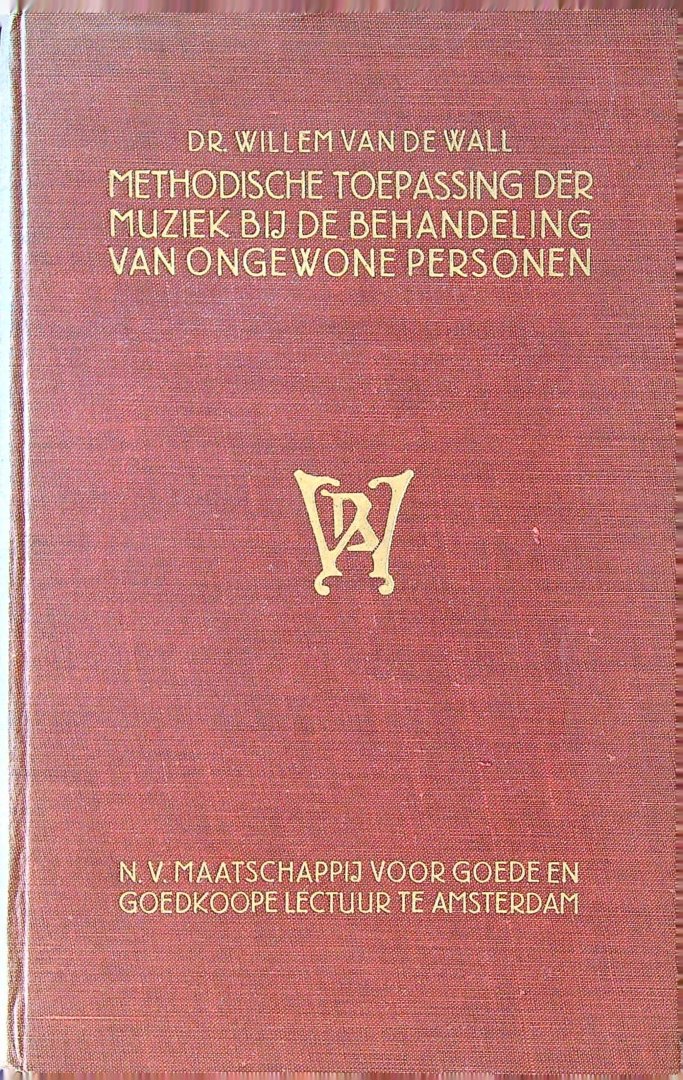 DR. WILLEM VAN DE WALL
METHODISCHE TOEPASSING DER
MUZIEK BIJ DE BEHANDELING
VAN ONGEWONE PERSONEN
WB
N.V. MAATSCHAPPIJ VOOR GOEDE EN
GOEDKOOPE LECTUUR TE AMSTERDAM